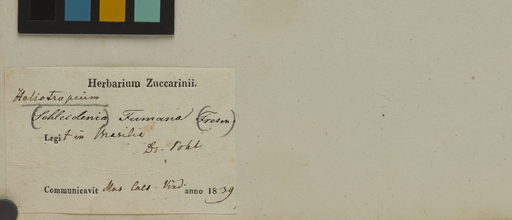 Herbarium Zuccarinii.
Heliotropium
(Schleidenia) Fumana (Fresen)
Legit in Brasilia
Dr. Pohl
Communicavit Mus. Caes. Vind. anno 1839